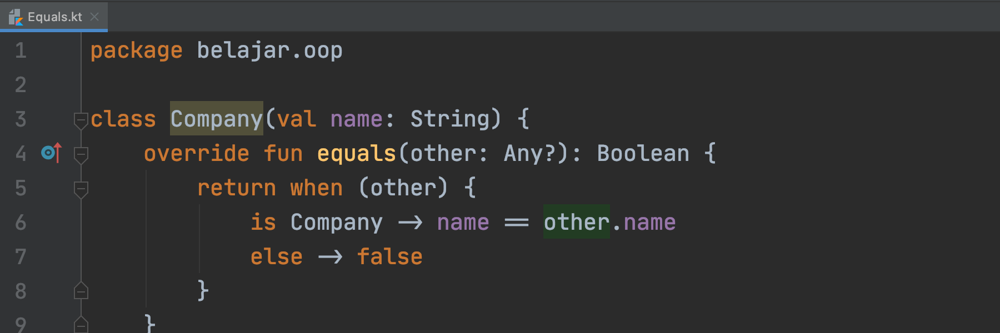 Equals.kt
1 package belajar.oop
2
3 class Company(val name: String) {
4 override fun equals(other: Any?): Boolean {
5 return when (other) {
6 is Company -> name == other.name
7 else -> false
8 }
9 }